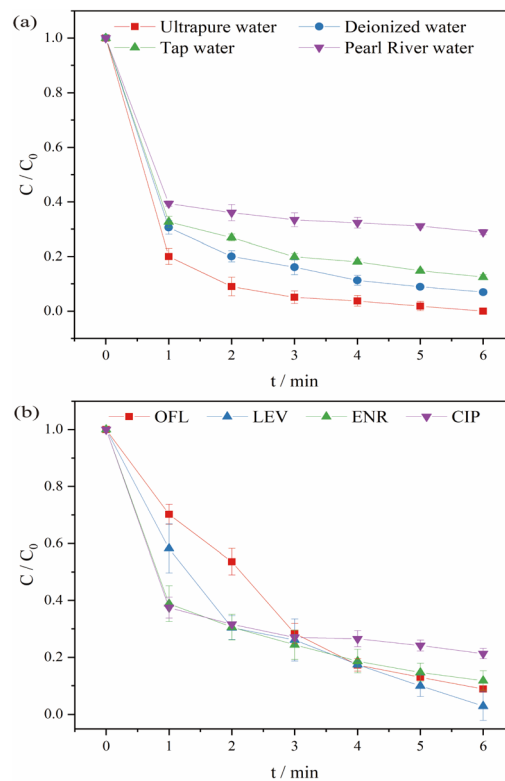 (a)
Ultrapure water Deionized water
Tap water Pearl River water
C / C0
1.0
0.8
0.6
0.4
0.2
0.0
0 1 2 3 4 5 6
t / min
(b)
OFL LEV ENR CIP
C / C0
1.0
0.8
0.6
0.4
0.2
0.0
0 1 2 3 4 5 6
t / min